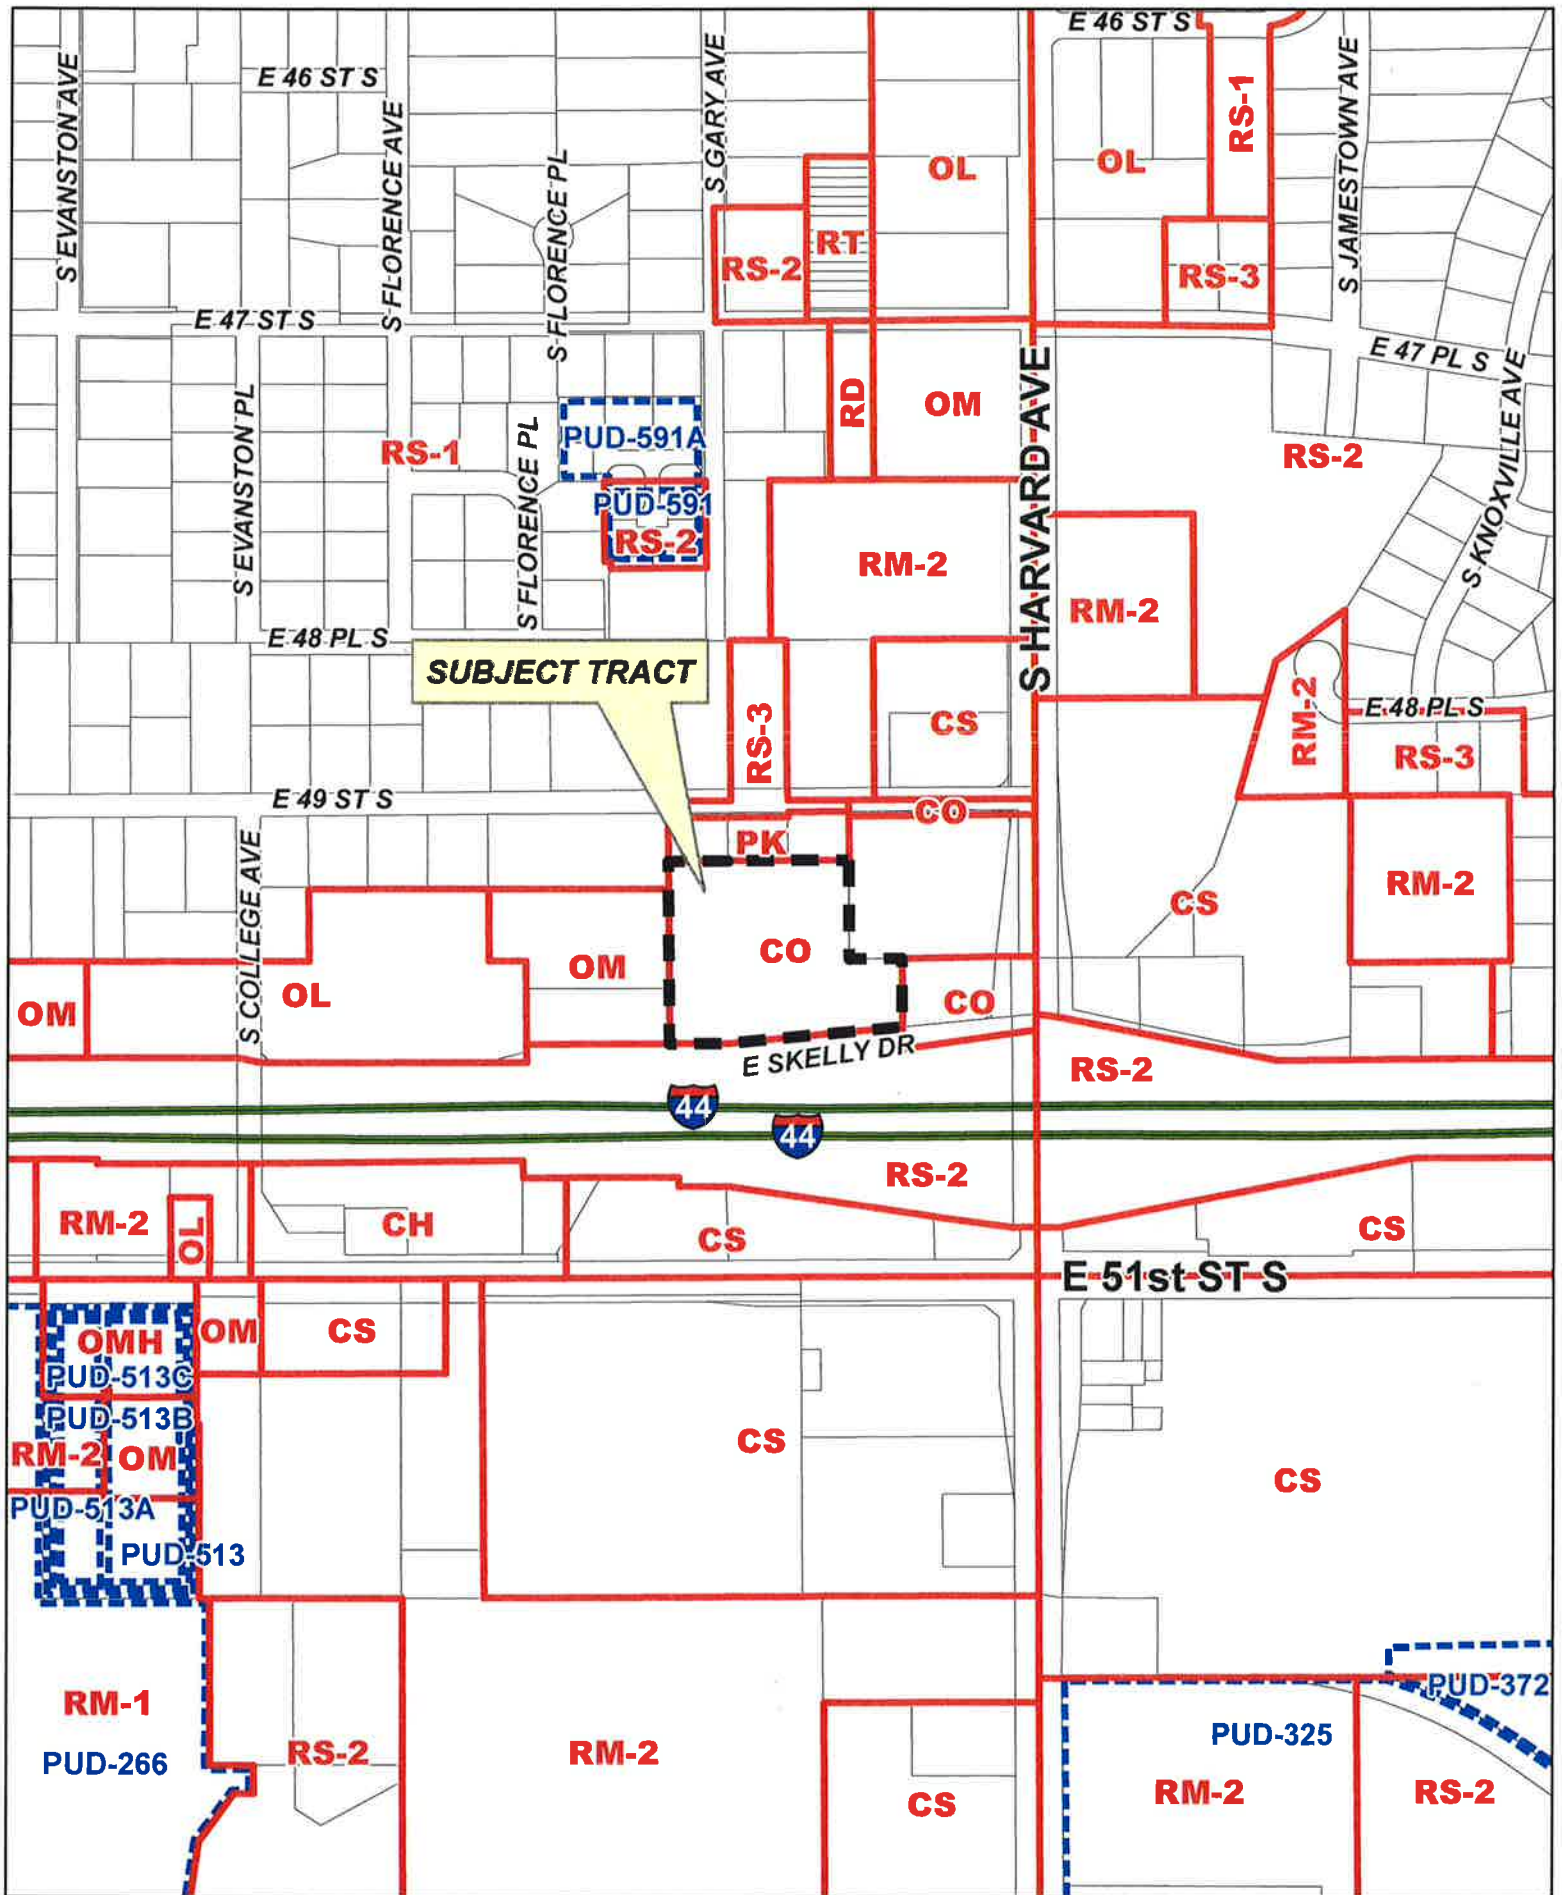 E 46 ST S
E 46 ST S
S EVANSTON AVE
S FLORENCE AVE
S FLORENCE PL
S GARY AVE
RS-1
S JAMESTOWN AVE
OL
OL
RT
RS-2
RS-3
E 47 ST S
E 47 PL S
S EVANSTON PL
RS-1
S FLORENCE PL
PUD-591A
PUD-591
RS-2
RD
OM
S HARVARD AVE
RS-2
S KNOXVILLE AVE
RM-2
RM-2
E 48 PL S
SUBJECT TRACT
RS-3
CS
RM-2
E 48 PL S
RS-3
E 49 ST S
CO
PK
S COLLEGE AVE
CS
RM-2
OM
CO
OL
OM
CO
E SKELLY DR
RS-2
44
44
RS-2
RM-2
OL
CH
CS
CS
E 51st ST S
OMH
OM
CS
PUD-513C
PUD-513B
RM-2
OM
CS
CS
PUD-513A
PUD-513
RM-1
PUD-266
RS-2
RM-2
CS
PUD-372
PUD-325
RM-2
RS-2